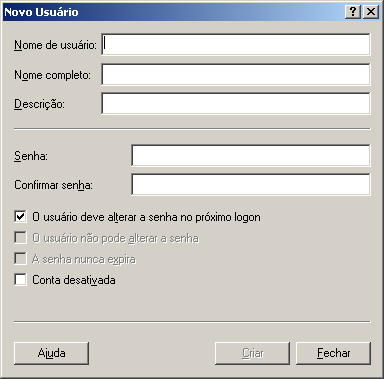 Novo Usuário
Nome de usuário:
Nome completo:
Descrição:
Senha:
Confirmar senha:
O usuário deve alterar a senha no próximo logon
O usuário não pode alterar a senha
A senha nunca expira
Conta desativada
Ajuda Criar Fechar